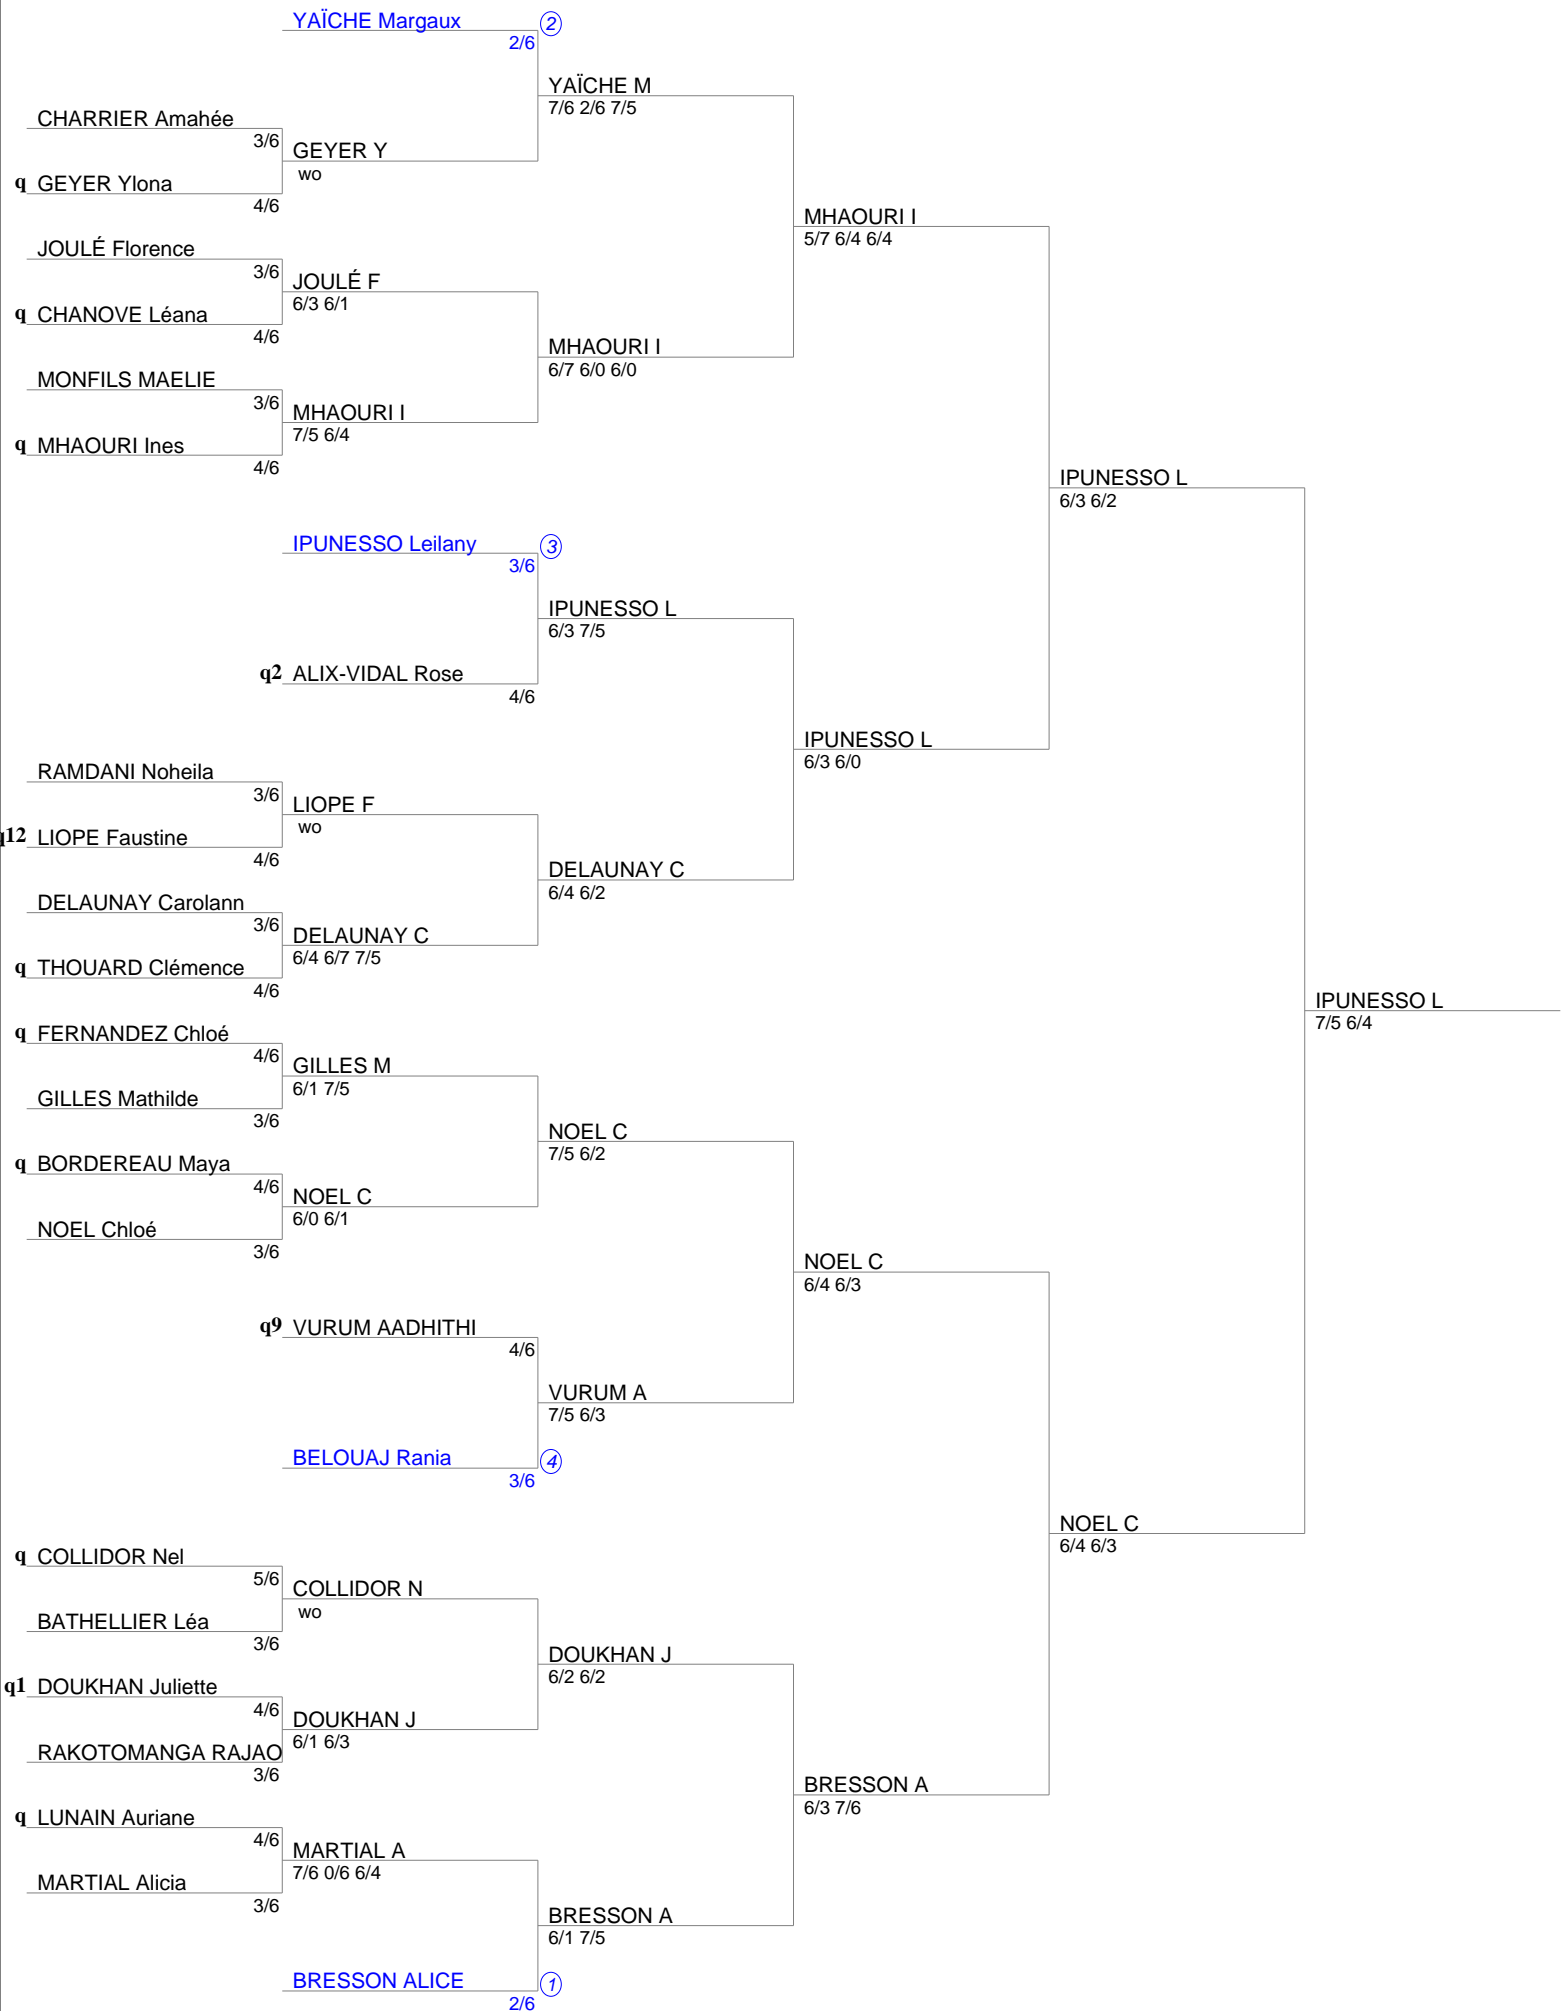 YAÏCHE Margaux
2
2/6
YAÏCHE M
7/6 2/6 7/5
CHARRIER Amahée
3/6
GEYER Y
wo
q GEYER Ylona
4/6
MHAOURI I
5/7 6/4 6/4
JOULÉ Florence
3/6
JOULÉ F
6/3 6/1
q CHANOVE Léana
4/6
MHAOURI I
6/7 6/0 6/0
MONFILS MAELIE
3/6
MHAOURI I
7/5 6/4
q MHAOURI Ines
4/6
IPUNESSO L
6/3 6/2
IPUNESSO Leilany
3
3/6
IPUNESSO L
6/3 7/5
q2 ALIX-VIDAL Rose
4/6
IPUNESSO L
6/3 6/0
RAMDANI Noheila
3/6
LIOPE F
wo
q12 LIOPE Faustine
4/6
DELAUNAY C
6/4 6/2
DELAUNAY Carolann
3/6
DELAUNAY C
6/4 6/7 7/5
q THOUARD Clémence
4/6
IPUNESSO L
7/5 6/4
q FERNANDEZ Chloé
4/6
GILLES M
6/1 7/5
GILLES Mathilde
3/6
NOEL C
7/5 6/2
q BORDEREAU Maya
4/6
NOEL C
6/0 6/1
NOEL Chloé
3/6
NOEL C
6/4 6/3
q9 VURUM AADHITHI
4/6
VURUM A
7/5 6/3
BELOUAJ Rania
4
3/6
NOEL C
6/4 6/3
q COLLIDOR Nel
5/6
COLLIDOR N
wo
BATHELLIER Léa
3/6
DOUKHAN J
6/2 6/2
q1 DOUKHAN Juliette
4/6
DOUKHAN J
6/1 6/3
RAKOTOMANGA RAJAO
3/6
BRESSON A
6/3 7/6
q LUNAIN Auriane
4/6
MARTIAL A
7/6 0/6 6/4
MARTIAL Alicia
3/6
BRESSON A
6/1 7/5
BRESSON ALICE
1
2/6